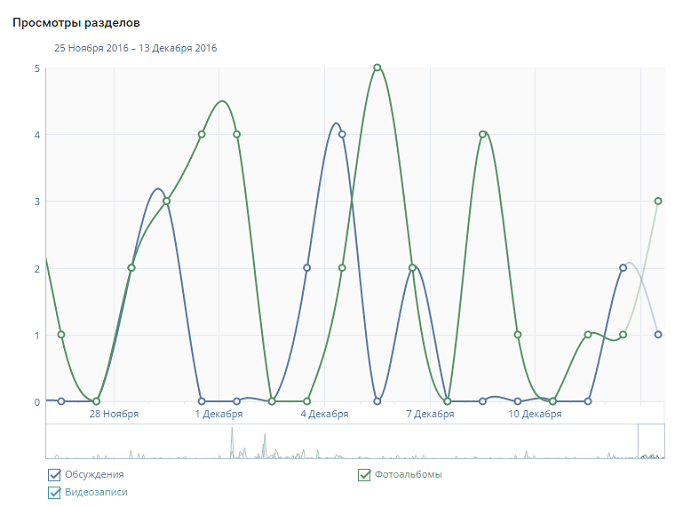 Просмотры разделов
25 Ноября 2016 – 13 Декабря 2016
5
4
3
2
1
0
28 Ноября 1 Декабря 4 Декабря 7 Декабря 10 Декабря
Обсуждения Фотоальбомы
Видеозаписи